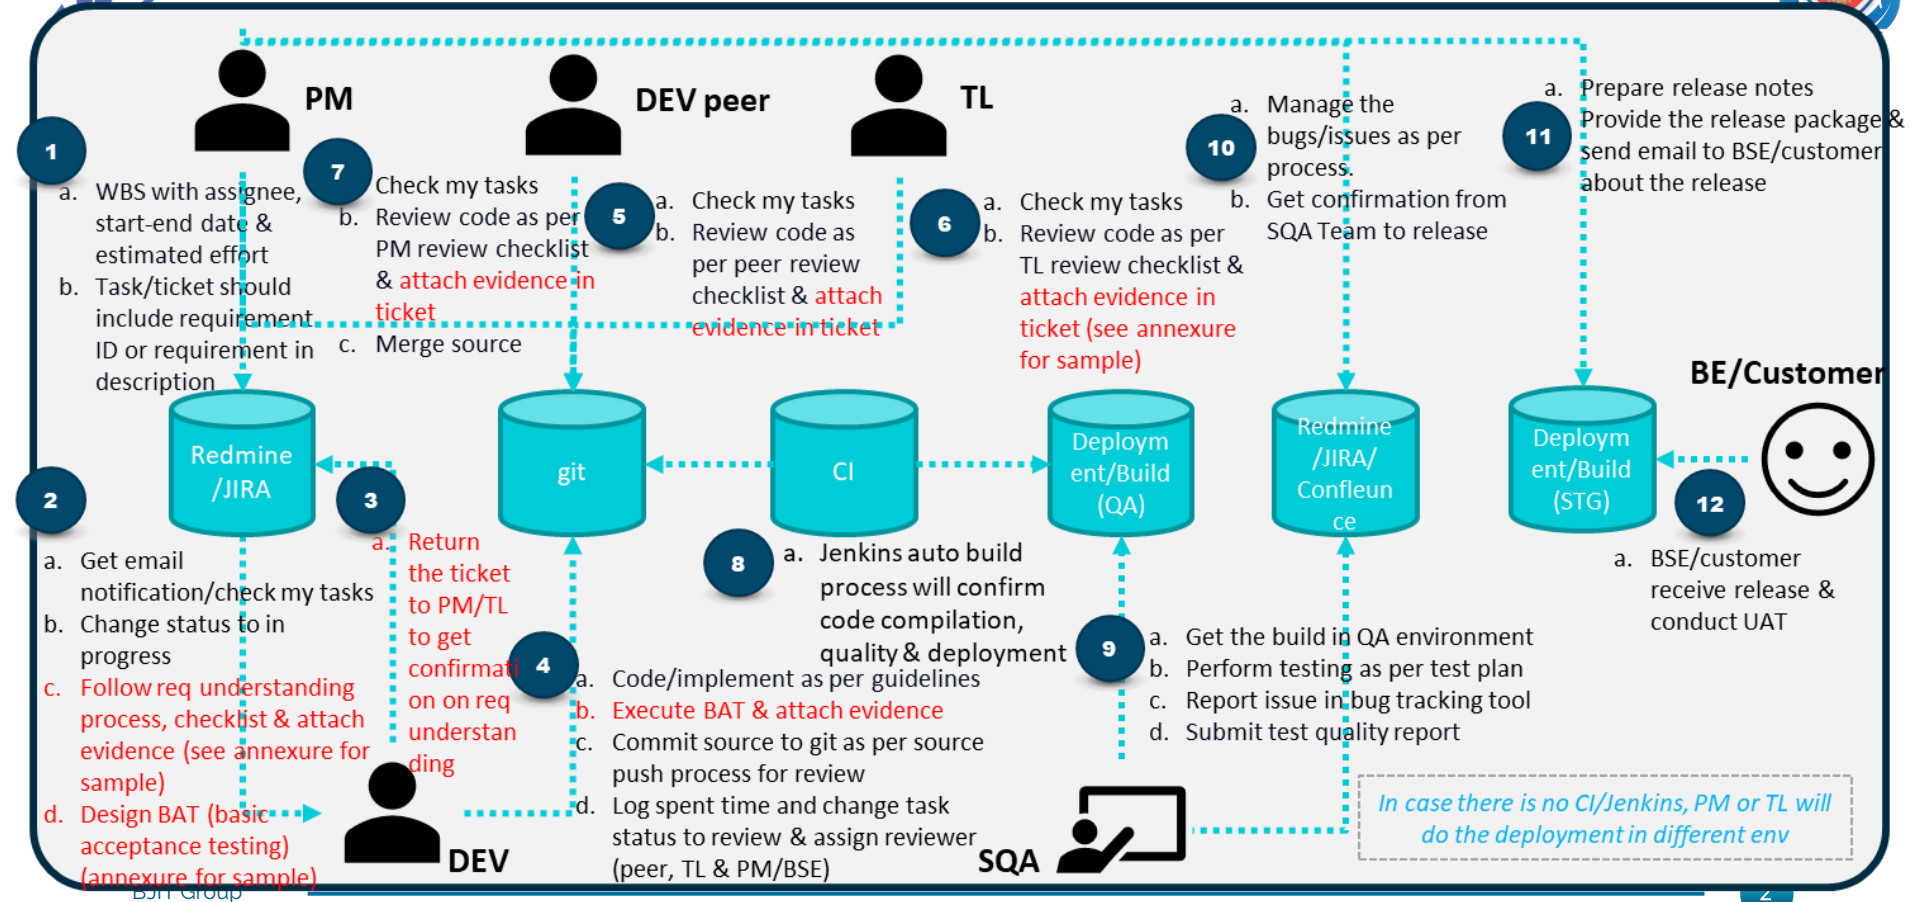 PM
DEV peer
TL
1
a. WBS with assignee,
start-end date &
estimated effort
b. Task/ticket should
include requirement
ID or requirement in
description
7
Check my tasks
b. Review code as per
PM review checklist
& attach evidence in
ticket
c. Merge source
5
a. Check my tasks
b. Review code as
per peer review
checklist & attach
evidence in ticket
6
a. Check my tasks
b. Review code as per
TL review checklist &
attach evidence in
ticket (see annexure
for sample)
10
a. Manage the
bugs/issues as per
process.
b. Get confirmation from
SQA Team to release
11
a. Prepare release notes
Provide the release package &
send email to BSE/customer
about the release
BE/Customer
Redmine
/JIRA
git
CI
Deploym
ent/Build
(QA)
Redmine
/JIRA/
Confleun
ce
Deploym
ent/Build
(STG)
2
a. Get email
notification/check my tasks
b. Change status to in
progress
c. Follow req understanding
process, checklist & attach
evidence (see annexure for
sample)
d. Design BAT (basic
acceptance testing)
(annexure for sample)
3
a. Return
the ticket
to PM/TL
to get
confirmati
on on req
understan
ding
DEV
4
a. Code/implement as per guidelines
b. Execute BAT & attach evidence
c. Commit source to git as per source
push process for review
d. Log spent time and change task
status to review & assign reviewer
(peer, TL & PM/BSE)
8
a. Jenkins auto build
process will confirm
code compilation,
quality & deployment
9
a. Get the build in QA environment
b. Perform testing as per test plan
c. Report issue in bug tracking tool
d. Submit test quality report
SQA
12
a. BSE/customer
receive release &
conduct UAT
In case there is no CI/Jenkins, PM or TL will
do the deployment in different env
BJIT Group
2